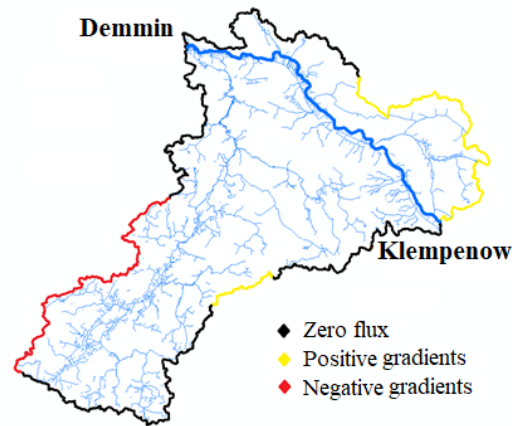 Demmin
Klempenow
Zero flux
Positive gradients
Negative gradients